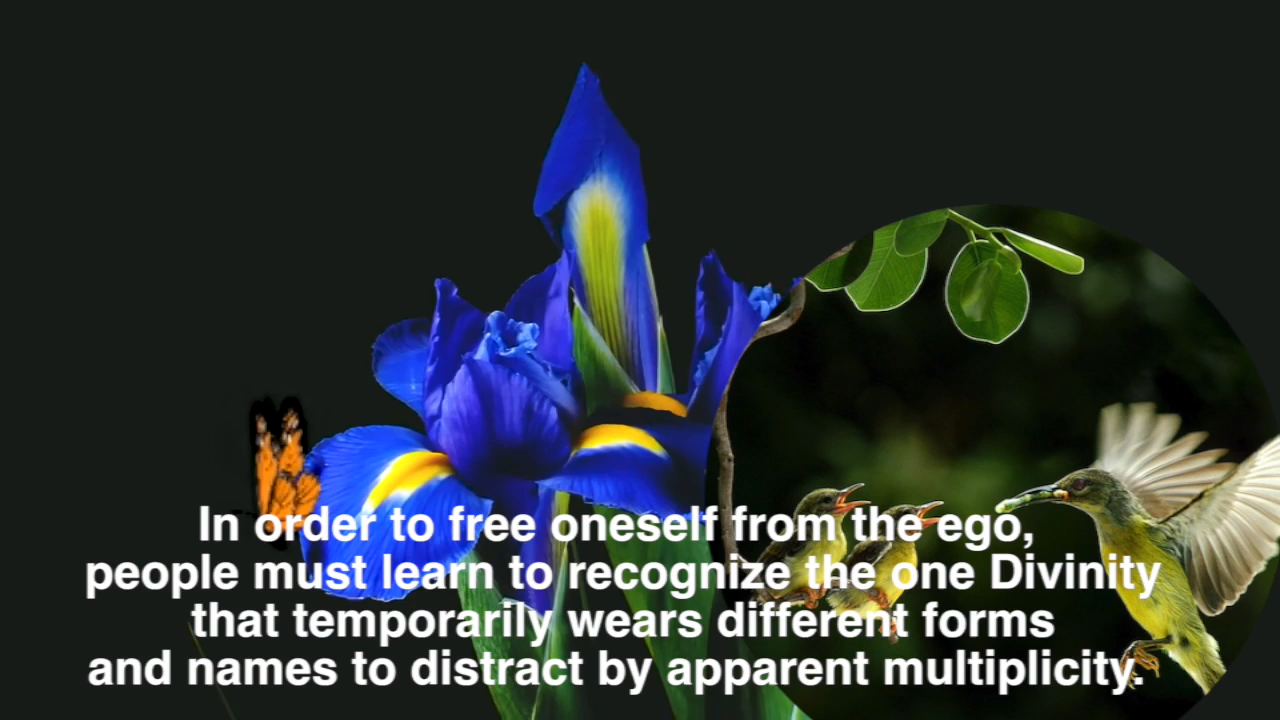 In order to free oneself from the ego,
people must learn to recognize the one Divinity
that temporarily wears different forms
and names to distract by apparent multiplicity.